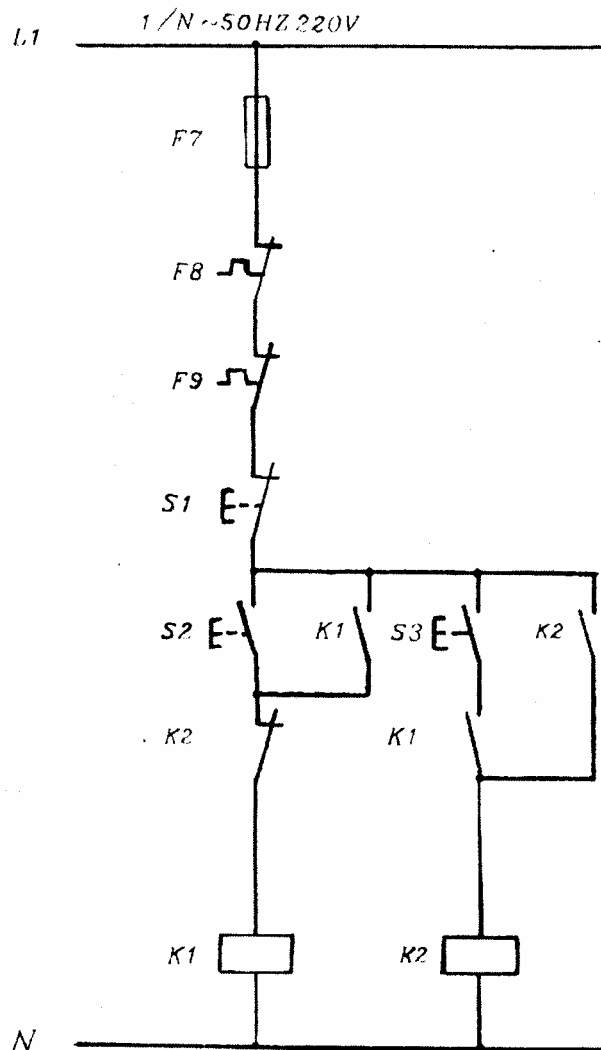 1/N~50HZ 220V
L1
F7
F8
F9
S1
S2 K1 S3 K2
K2 K1
K1 K2
N